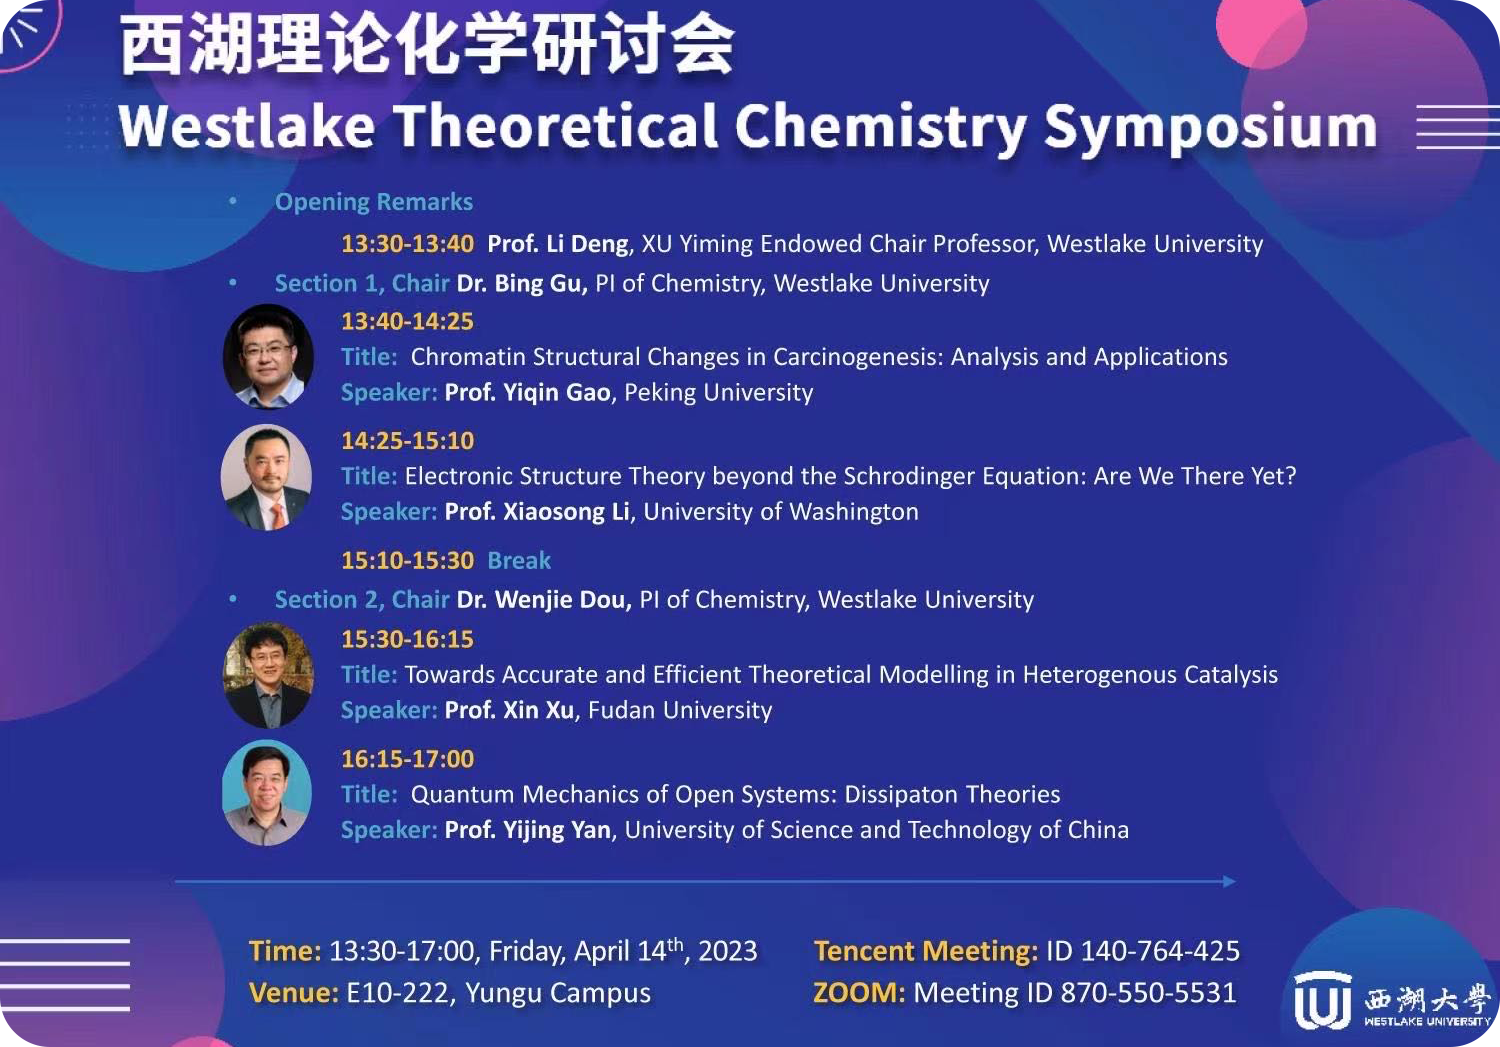 西湖理论化学研讨会
Westlake Theoretical Chemistry Symposium
• Opening Remarks
13:30-13:40 Prof. Li Deng, XU Yiming Endowed Chair Professor, Westlake University
• Section 1, Chair Dr. Bing Gu, PI of Chemistry, Westlake University
13:40-14:25
Title: Chromatin Structural Changes in Carcinogenesis: Analysis and Applications
Speaker: Prof. Yiqin Gao, Peking University
14:25-15:10
Title: Electronic Structure Theory beyond the Schrodinger Equation: Are We There Yet?
Speaker: Prof. Xiaosong Li, University of Washington
15:10-15:30 Break
• Section 2, Chair Dr. Wenjie Dou, PI of Chemistry, Westlake University
15:30-16:15
Title: Towards Accurate and Efficient Theoretical Modelling in Heterogenous Catalysis
Speaker: Prof. Xin Xu, Fudan University
16:15-17:00
Title: Quantum Mechanics of Open Systems: Dissipaton Theories
Speaker: Prof. Yijing Yan, University of Science and Technology of China
Time: 13:30-17:00, Friday, April 14th, 2023
Venue: E10-222, Yungu Campus
Tencent Meeting: ID 140-764-425
ZOOM: Meeting ID 870-550-5531
西湖大學
WESTLAKE UNIVERSITY